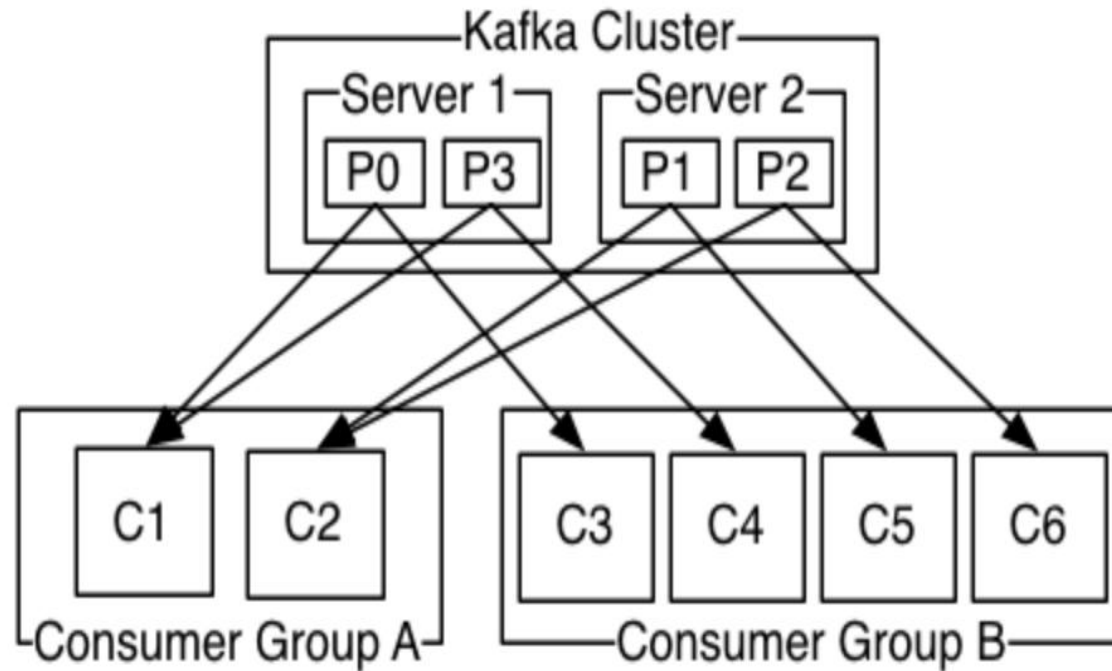 Kafka Cluster
Server 1 Server 2
P0 P3 P1 P2
C1 C2 C3 C4 C5 C6
Consumer Group A Consumer Group B